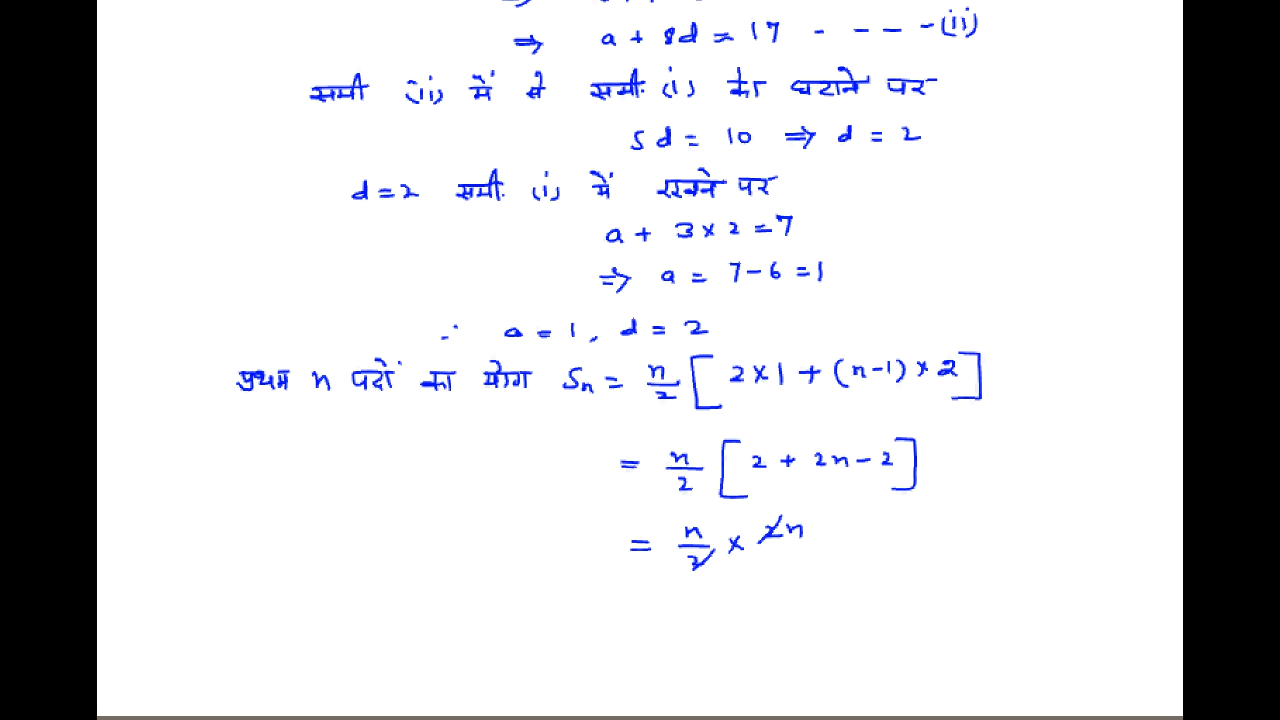 ⇒ a + 8d = 17 - - - - (ii)
समी (ii) में से समी. (i) को घटाने पर
5d = 10 ⇒ d = 2
d = 2 समी. (i) में रखने पर
a + 3 × 2 = 7
⇒ a = 7 - 6 = 1
∴ a = 1, d = 2
प्रथम n पदों का योग Sn = n/2 [2 × 1 + (n-1) × 2]
= n/2 [2 + 2n - 2]
= n/2 × 2n